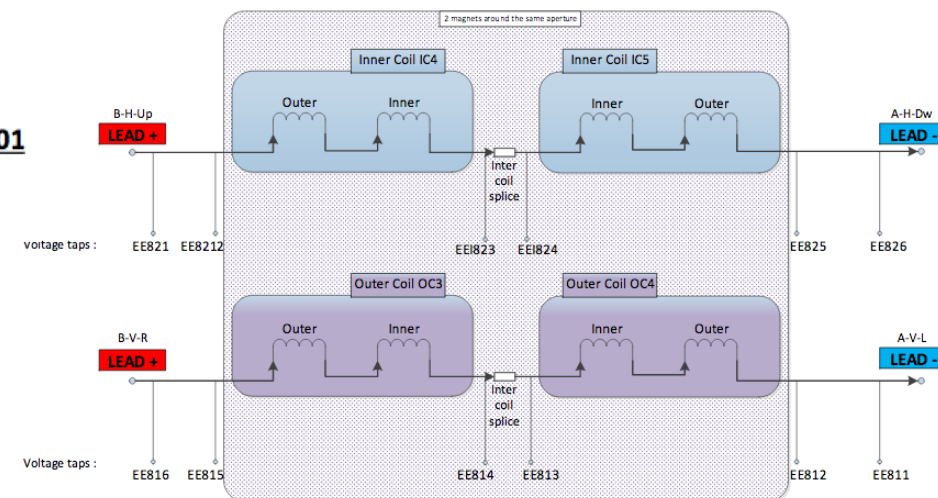 2 magnets around the same aperture
Inner Coil IC4
Inner Coil IC5
Outer
Inner
Inner
Outer
B-H-Up
LEAD +
01
A-H-Dw
LEAD -
Inter
coil
splice
voltage taps :
EE821
EE8212
EEI823
EEI824
EE825
EE826
Outer Coil OC3
Outer Coil OC4
Outer
Inner
Inner
Outer
B-V-R
LEAD +
A-V-L
LEAD -
Inter
coil
splice
Voltage taps :
EE816
EE815
EE814
EE813
EE812
EE811